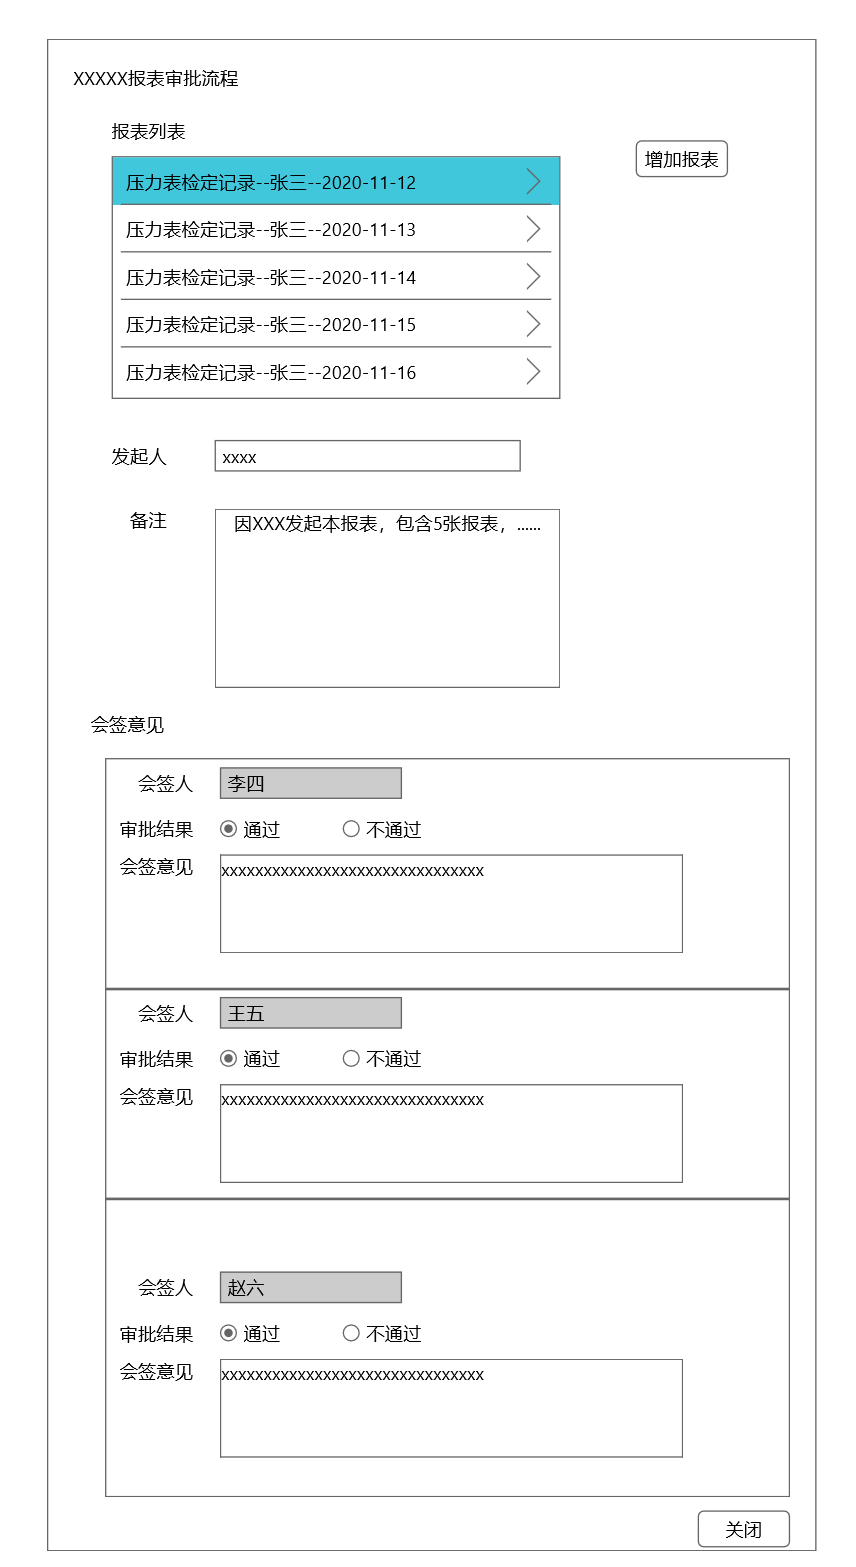 XXXXX报表审批流程
报表列表
增加报表
压力表检定记录--张三--2020-11-12
压力表检定记录--张三--2020-11-13
压力表检定记录--张三--2020-11-14
压力表检定记录--张三--2020-11-15
压力表检定记录--张三--2020-11-16
发起人 xxxx
备注 因XXX发起本报表，包含5张报表，......
会签意见
会签人 李四
审批结果 通过 不通过
会签意见 xxxxxxxxxxxxxxxxxxxxxxxxxxxxxxx
会签人 王五
审批结果 通过 不通过
会签意见 xxxxxxxxxxxxxxxxxxxxxxxxxxxxxxx
会签人 赵六
审批结果 通过 不通过
会签意见 xxxxxxxxxxxxxxxxxxxxxxxxxxxxxxx
关闭